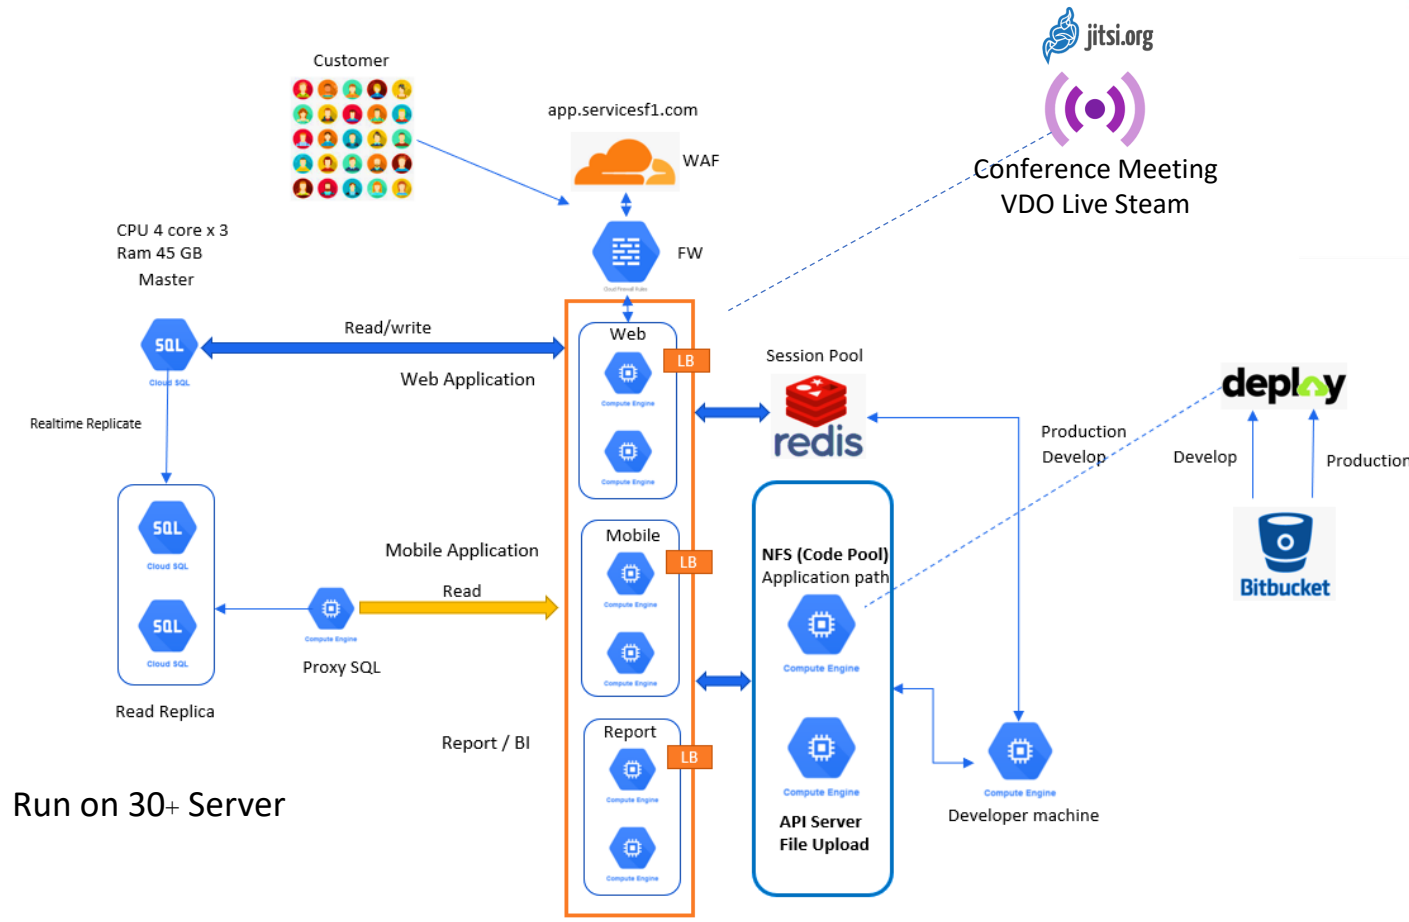 jitsi.org
Conference Meeting
VDO Live Steam
Customer
app.servicesf1.com
WAF
FW
Cloud Firewall Rules
CPU 4 core x 3
Ram 45 GB
Master
SQL
Cloud SQL
Realtime Replicate
Read/write
Web Application
Web
LB
Compute Engine
Compute Engine
Session Pool
redis
Production
Develop
deploy
Develop
Production
Bitbucket
SQL
Cloud SQL
SQL
Cloud SQL
Read Replica
Mobile Application
Read
Compute Engine
Proxy SQL
Mobile
LB
Compute Engine
Compute Engine
NFS (Code Pool)
Application path
Compute Engine
Compute Engine
API Server
File Upload
Compute Engine
Developer machine
Report / BI
Report
LB
Compute Engine
Compute Engine
Run on 30+ Server